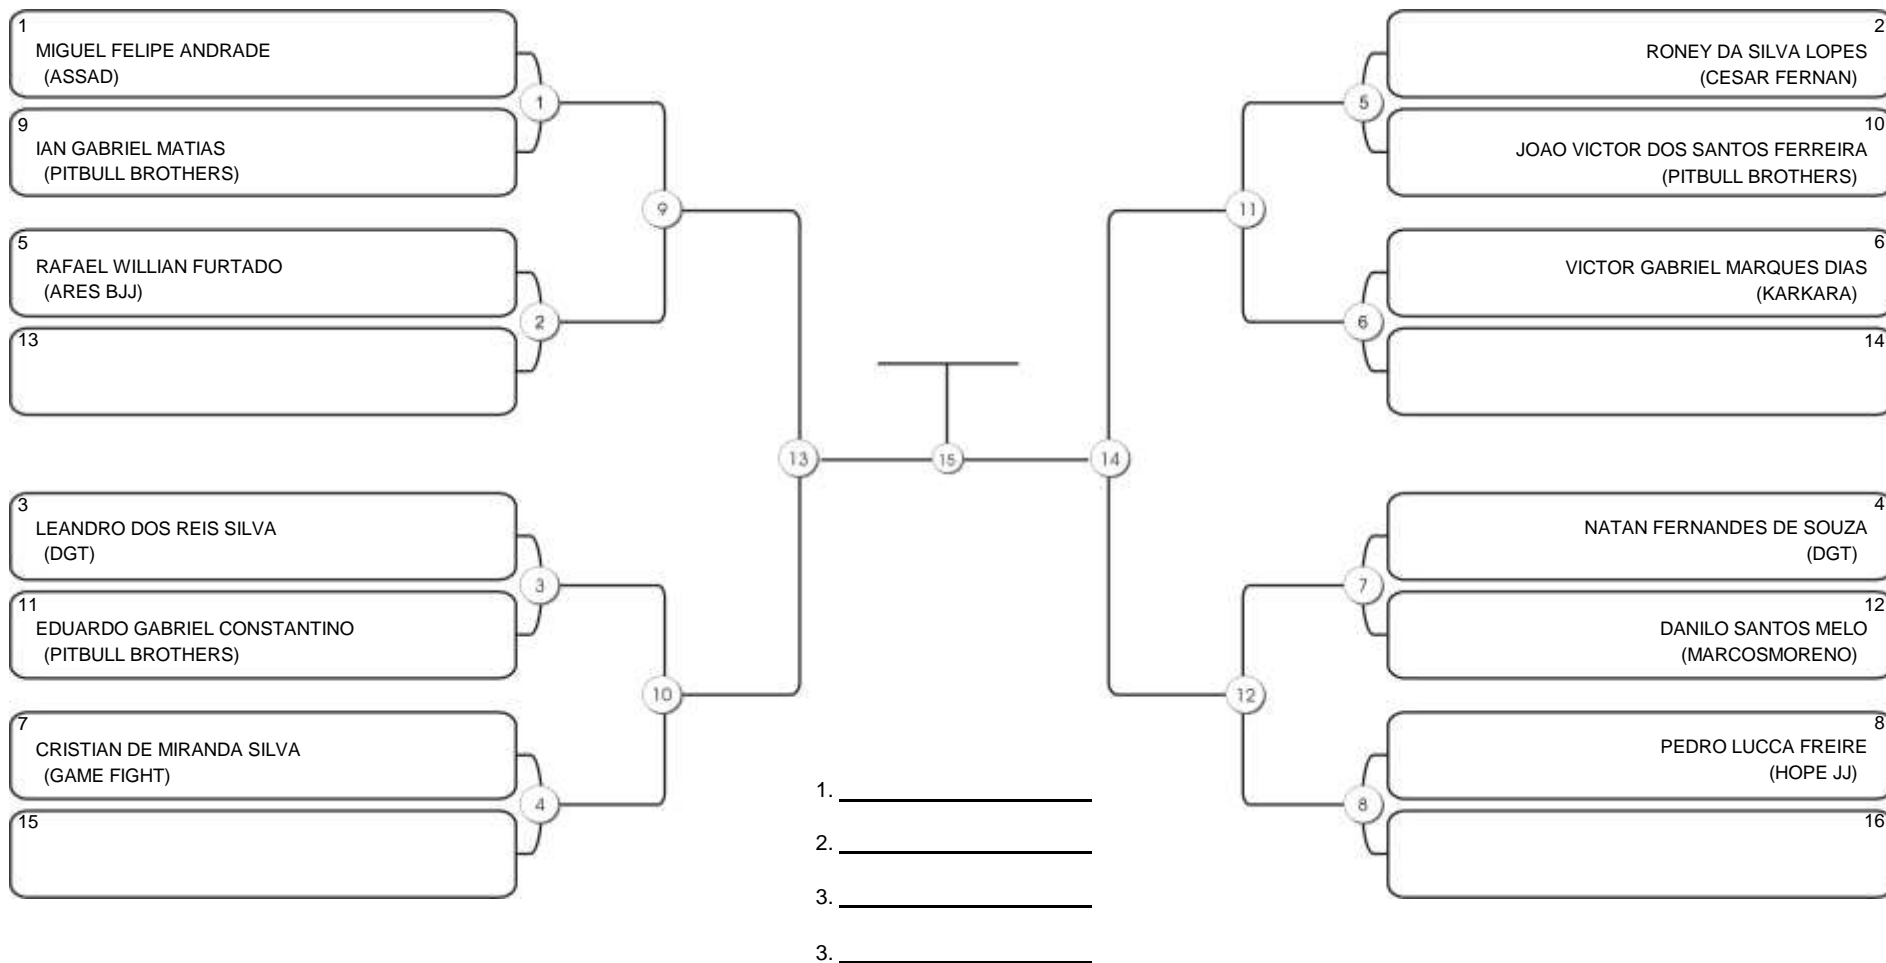 1
MIGUEL FELIPE ANDRADE
(ASSAD)
9
IAN GABRIEL MATIAS
(PITBULL BROTHERS)
1
5
RAFAEL WILLIAN FURTADO
(ARES BJJ)
13
2
9
3
LEANDRO DOS REIS SILVA
(DGT)
11
EDUARDO GABRIEL CONSTANTINO
(PITBULL BROTHERS)
3
7
CRISTIAN DE MIRANDA SILVA
(GAME FIGHT)
15
4
10
13
15
14
2
RONEY DA SILVA LOPES
(CESAR FERNAN)
10
JOAO VICTOR DOS SANTOS FERREIRA
(PITBULL BROTHERS)
5
6
VICTOR GABRIEL MARQUES DIAS
(KARKARA)
14
6
11
4
NATAN FERNANDES DE SOUZA
(DGT)
12
DANILO SANTOS MELO
(MARCOSMORENO)
7
8
PEDRO LUCCA FREIRE
(HOPE JJ)
16
8
12
1.
2.
3.
3.